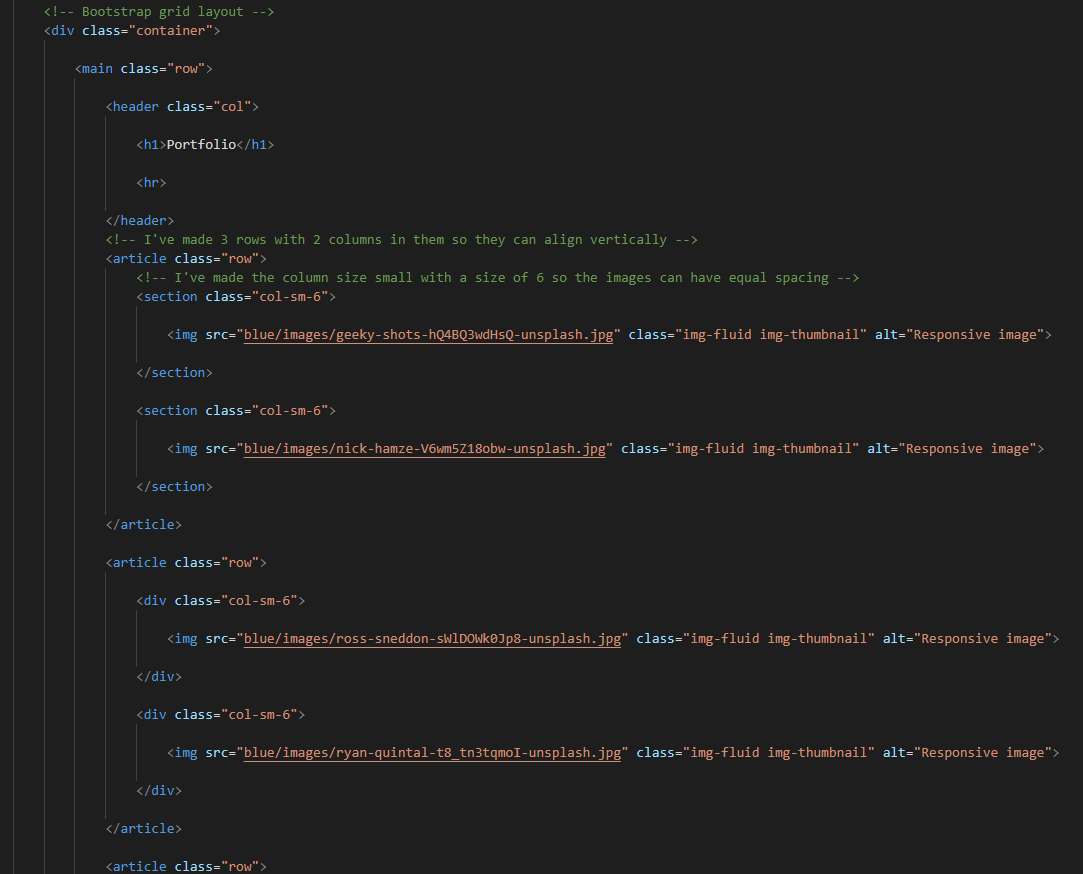 <!-- Bootstrap grid layout -->
<div class="container">
<main class="row">
<header class="col">
<h1>Portfolio</h1>
<hr>
</header>
<!-- I've made 3 rows with 2 columns in them so they can align vertically -->
<article class="row">
<!-- I've made the column size small with a size of 6 so the images can have equal spacing -->
<section class="col-sm-6">
<img src="blue/images/geeky-shots-hQ4BQ3wdHsQ-unsplash.jpg" class="img-fluid img-thumbnail" alt="Responsive image">
</section>
<section class="col-sm-6">
<img src="blue/images/nick-hamze-V6wm5Z18obw-unsplash.jpg" class="img-fluid img-thumbnail" alt="Responsive image">
</section>
</article>
<article class="row">
<div class="col-sm-6">
<img src="blue/images/ross-sneddon-sWlDOWk0Jp8-unsplash.jpg" class="img-fluid img-thumbnail" alt="Responsive image">
</div>
<div class="col-sm-6">
<img src="blue/images/ryan-quintal-t8_tn3tqmoI-unsplash.jpg" class="img-fluid img-thumbnail" alt="Responsive image">
</div>
</article>
<article class="row">